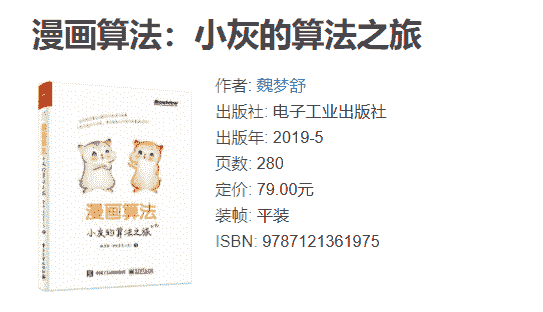 漫画算法：小灰的算法之旅
作者: 魏梦舒
出版社: 电子工业出版社
出版年: 2019-5
页数: 280
定价: 79.00元
装帧: 平装
ISBN: 9787121361975
漫画算法
小灰的算法之旅